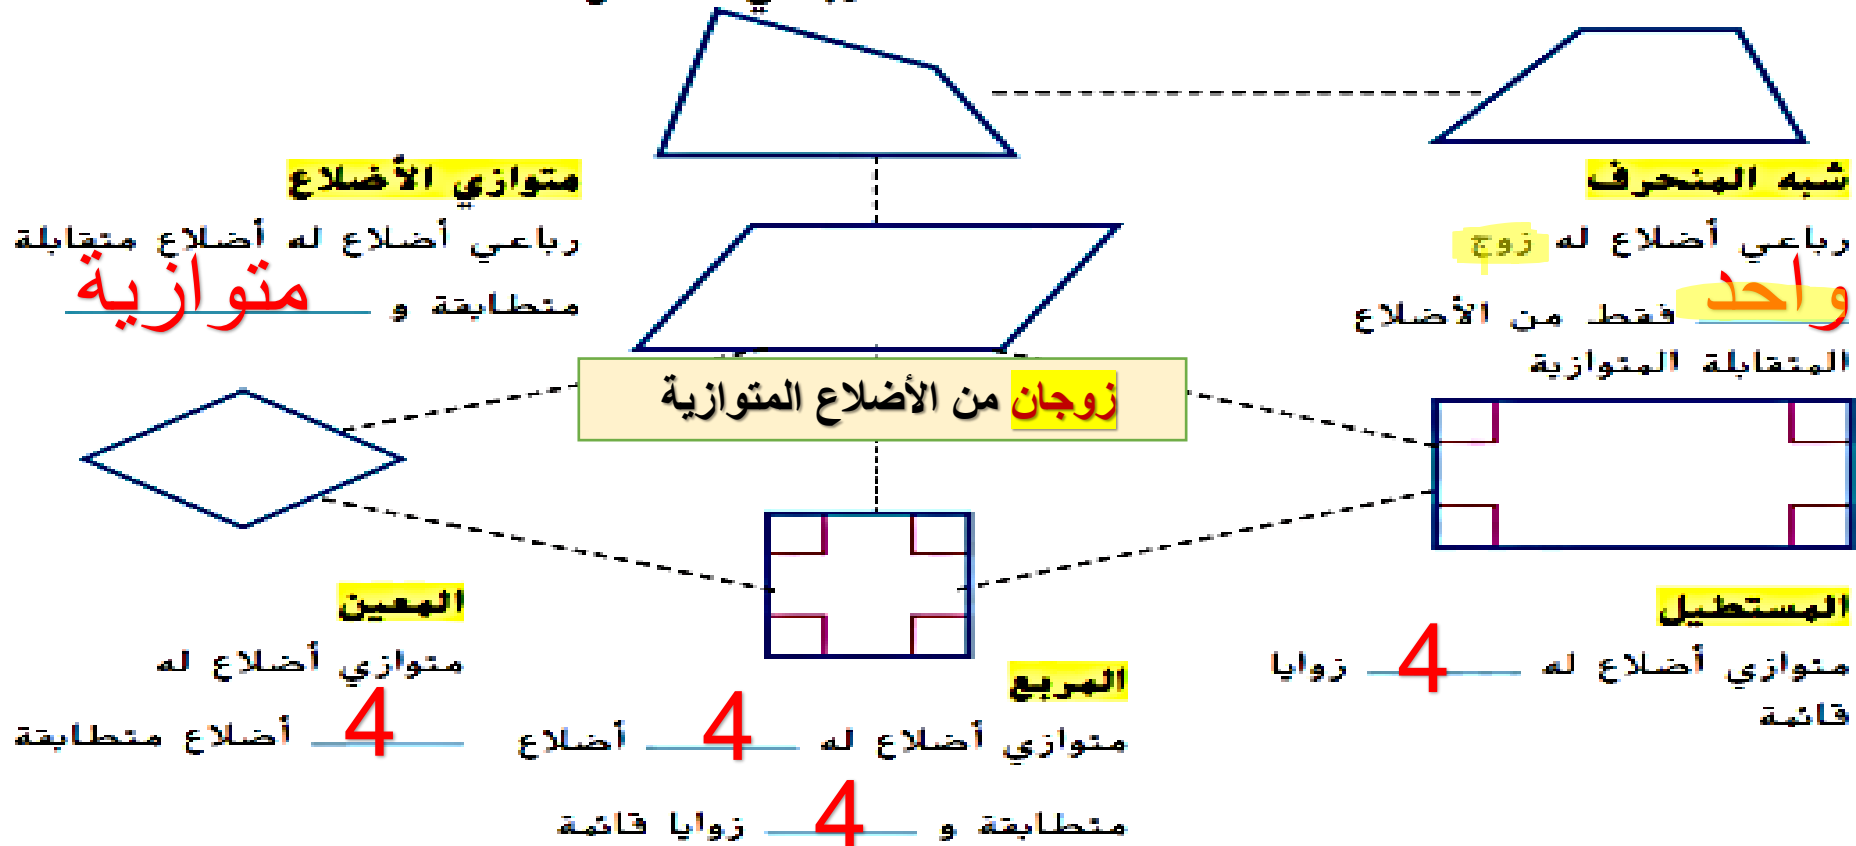 شبه المنحرف
رباعي أضلاع له زوج
واحد فقط من الأضلاع
المتقابلة المتوازية
متوازي الأضلاع
رباعي أضلاع له أضلاع متقابلة
متطابقة و متوازية
زوجان من الأضلاع المتوازية
المستطيل
متوازي أضلاع له 4 زوايا
قائمة
المربع
متوازي أضلاع له 4 أضلاع
متطابقة و 4 زوايا قائمة
المعين
متوازي أضلاع له
4 أضلاع متطابقة